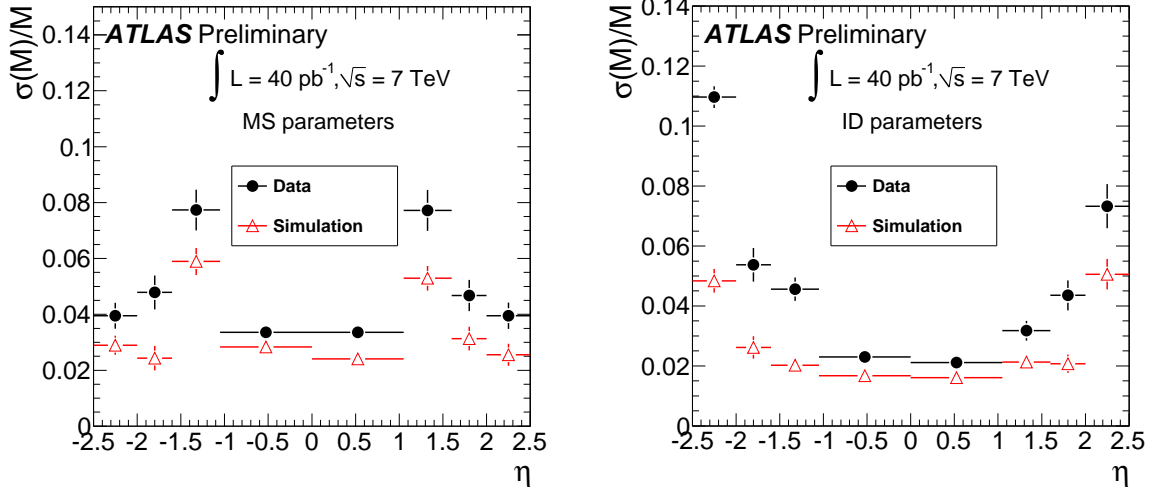 σ(M)/M
0.14
0.12
0.1
0.08
0.06
0.04
0.02
0
ATLAS Preliminary
∫ L = 40 pb⁻¹,√s = 7 TeV
MS parameters
Data
Simulation
-2.5 -2 -1.5 -1 -0.5 0 0.5 1 1.5 2 2.5
η
σ(M)/M
0.14
0.12
0.1
0.08
0.06
0.04
0.02
0
ATLAS Preliminary
∫ L = 40 pb⁻¹,√s = 7 TeV
ID parameters
Data
Simulation
-2.5 -2 -1.5 -1 -0.5 0 0.5 1 1.5 2 2.5
η